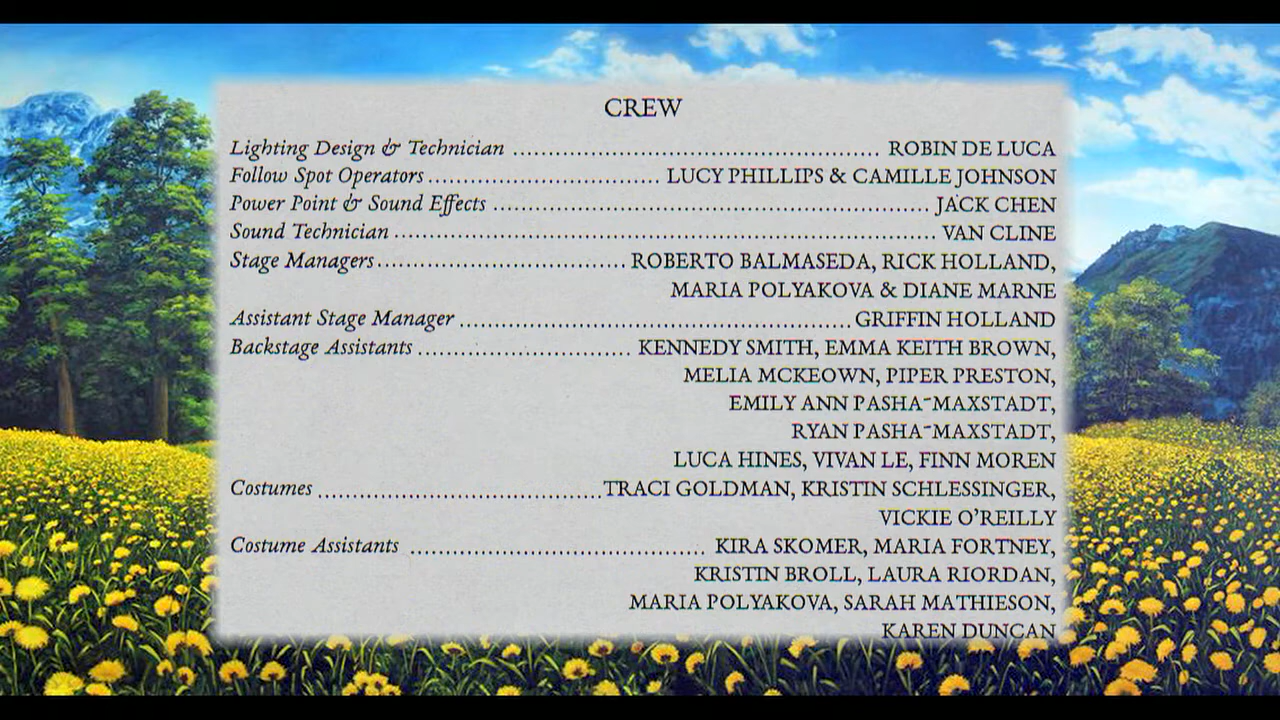 CREW
Lighting Design & Technician ................................................ ROBIN DE LUCA
Follow Spot Operators ................................ LUCY PHILLIPS & CAMILLE JOHNSON
Power Point & Sound Effects ......................................................... JACK CHEN
Sound Technician ....................................................................... VAN CLINE
Stage Managers ................................ ROBERTO BALMASEDA, RICK HOLLAND,
MARIA POLYAKOVA & DIANE MARNE
Assistant Stage Manager .................................................... GRIFFIN HOLLAND
Backstage Assistants ............................ KENNEDY SMITH, EMMA KEITH BROWN,
MELIA MCKEOWN, PIPER PRESTON,
EMILY ANN PASHA-MAXSTADT,
RYAN PASHA-MAXSTADT,
LUCA HINES, VIVAN LE, FINN MOREN
Costumes ..................................... TRACI GOLDMAN, KRISTIN SCHLESSINGER,
VICKIE O'REILLY
Costume Assistants ...................................... KIRA SKOMER, MARIA FORTNEY,
KRISTIN BROLL, LAURA RIORDAN,
MARIA POLYAKOVA, SARAH MATHIESON,
KAREN DUNCAN